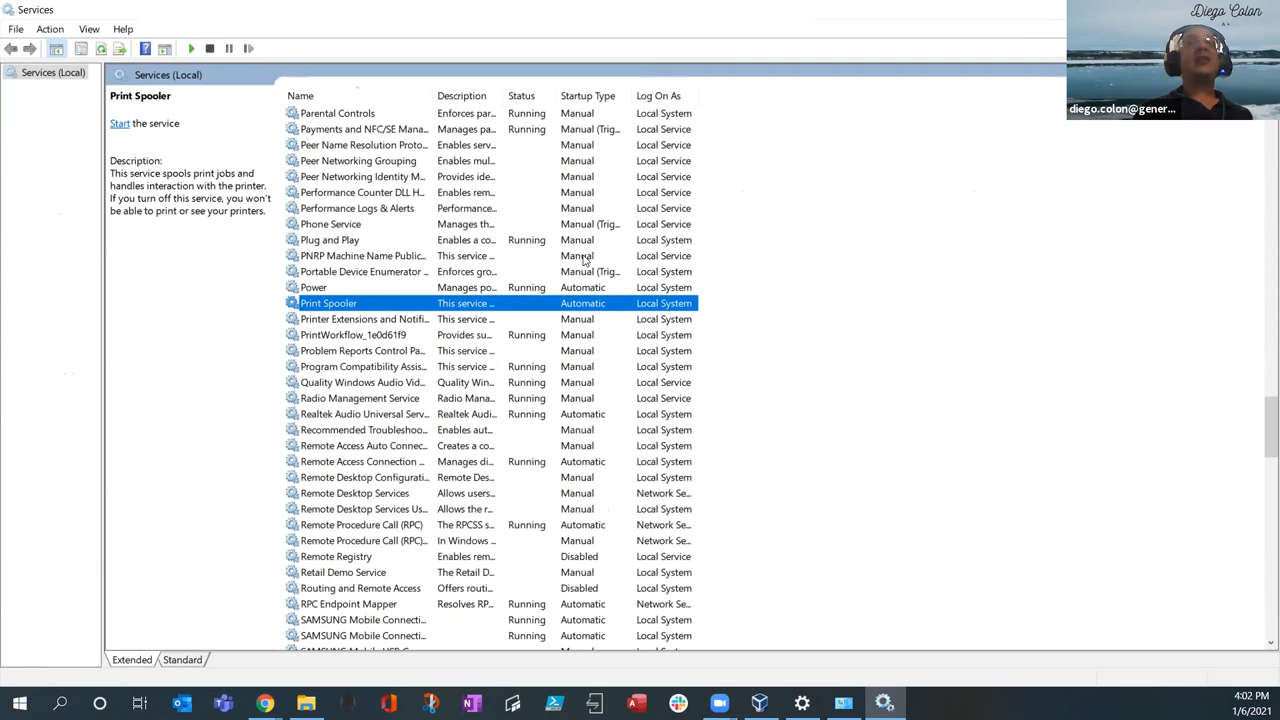 Services
File Action View Help
Services (Local)
Services (Local)
Diego Colon
A+
diego.colon@gener...
Print Spooler
Start the service
Description:
This service spools print jobs and
handles interaction with the printer.
If you turn off this service, you won't
be able to print or see your printers.
Name Description Status Startup Type Log On As
Parental Controls Enforces par... Running Manual Local System
Payments and NFC/SE Mana... Manages pa... Running Manual (Trig... Local Service
Peer Name Resolution Proto... Enables serv... Manual Local Service
Peer Networking Grouping Enables mul... Manual Local Service
Peer Networking Identity M... Provides ide... Manual Local Service
Performance Counter DLL H... Enables rem... Manual Local Service
Performance Logs & Alerts Performance... Manual Local Service
Phone Service Manages th... Manual (Trig... Local Service
Plug and Play Enables a co... Running Manual Local System
PNRP Machine Name Public... This service ... Manual Local Service
Portable Device Enumerator ... Enforces gro... Manual (Trig... Local System
Power Manages po... Running Automatic Local System
Print Spooler This service ... Automatic Local System
Printer Extensions and Notifi... This service ... Manual Local System
PrintWorkflow_1e0d61f9 Provides su... Running Manual Local System
Problem Reports Control Pa... This service ... Manual Local System
Program Compatibility Assis... This service ... Running Manual Local System
Quality Windows Audio Vid... Quality Win... Running Manual Local Service
Radio Management Service Radio Mana... Running Manual Local Service
Realtek Audio Universal Serv... Realtek Audi... Running Automatic Local System
Recommended Troubleshoo... Enables aut... Manual Local System
Remote Access Auto Connec... Creates a co... Manual Local System
Remote Access Connection ... Manages di... Running Automatic Local System
Remote Desktop Configurati... Remote Des... Manual Local System
Remote Desktop Services Allows users... Manual Network Se...
Remote Desktop Services Us... Allows the r... Manual Local System
Remote Procedure Call (RPC) The RPCSS s... Running Automatic Network Se...
Remote Procedure Call (RPC)... In Windows ... Manual Network Se...
Remote Registry Enables rem... Disabled Local Service
Retail Demo Service The Retail D... Manual Local System
Routing and Remote Access Offers routi... Disabled Local System
RPC Endpoint Mapper Resolves RP... Running Automatic Network Se...
SAMSUNG Mobile Connecti... Running Automatic Local System
SAMSUNG Mobile Connecti... Running Automatic Local System
Extended Standard
4:02 PM
1/6/2021